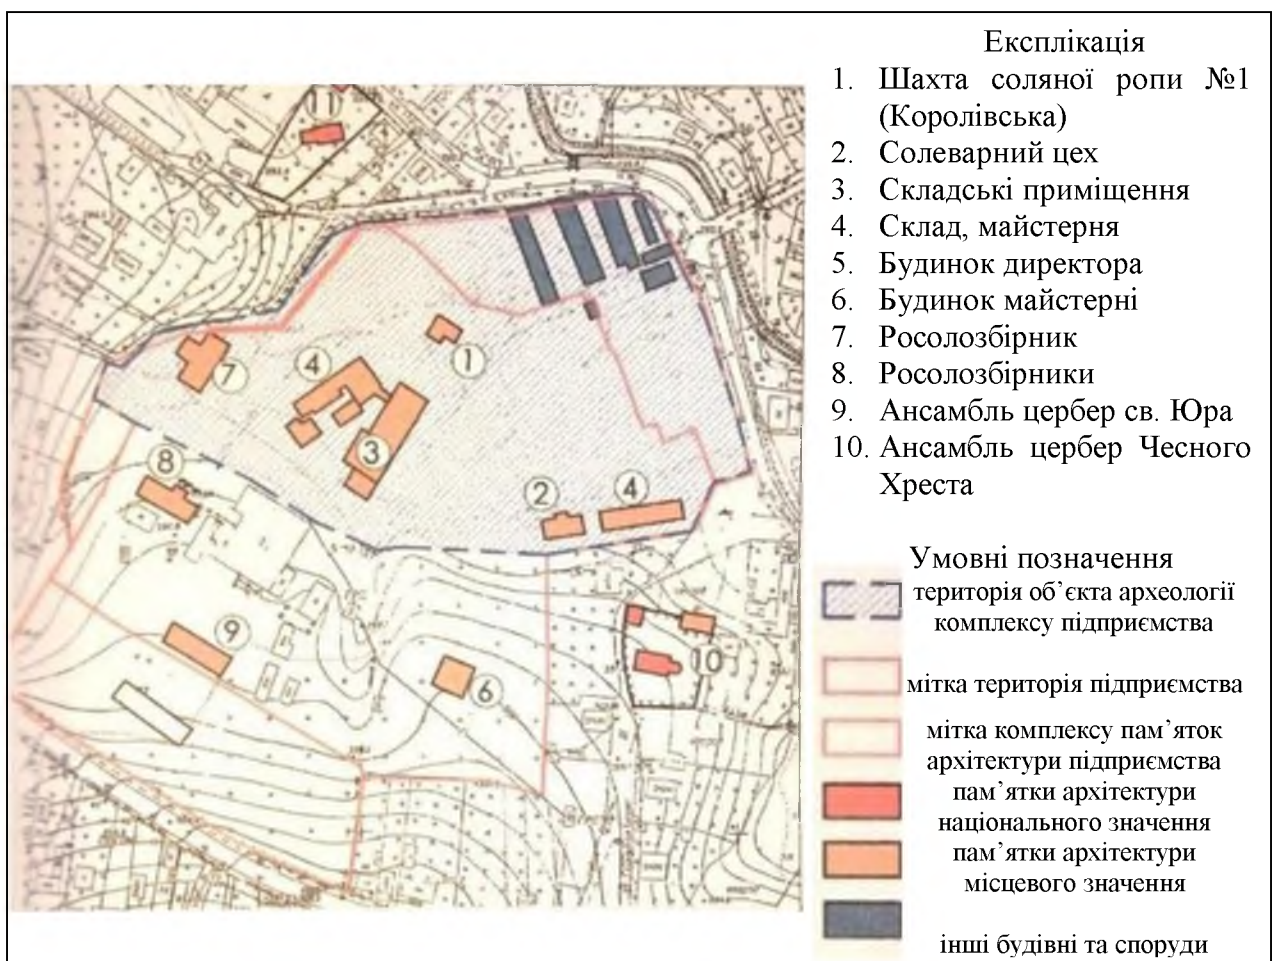 Експлікація
1. Шахта соляної ропи №1
(Королівська)
2. Солеварний цех
3. Складські приміщення
4. Склад, майстерня
5. Будинок директора
6. Будинок майстерні
7. Росолозбірник
8. Росолозбірники
9. Ансамбль цербер св. Юра
10. Ансамбль цербер Чесного
Хреста
Умовні позначення
територія об’єкта археології
комплексу підприємства
мітка територія підприємства
мітка комплексу пам’яток
архітектури підприємства
пам’ятки архітектури
національного значення
пам’ятки архітектури
місцевого значення
інші будівні та споруди
11
1
4
7
3
8
2
4
9
10
6